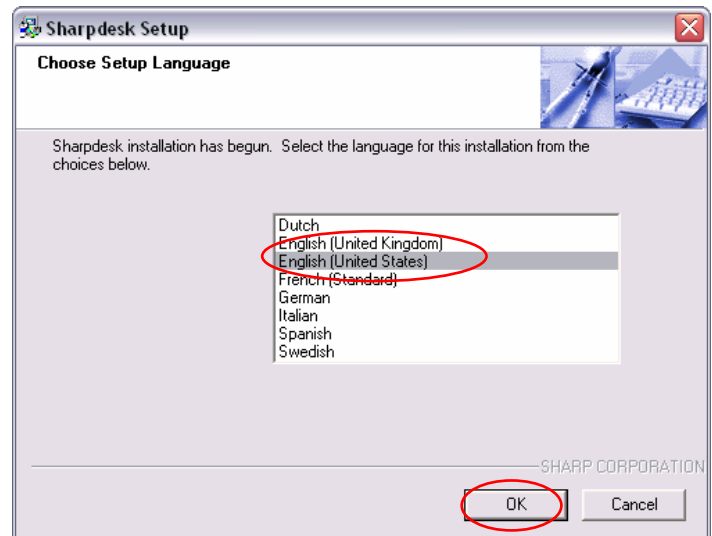 Sharpdesk Setup
Choose Setup Language
Sharpdesk installation has begun. Select the language for this installation from the
choices below.
Dutch
English (United Kingdom)
English (United States)
French (Standard)
German
Italian
Spanish
Swedish
SHARP CORPORATION
OK Cancel